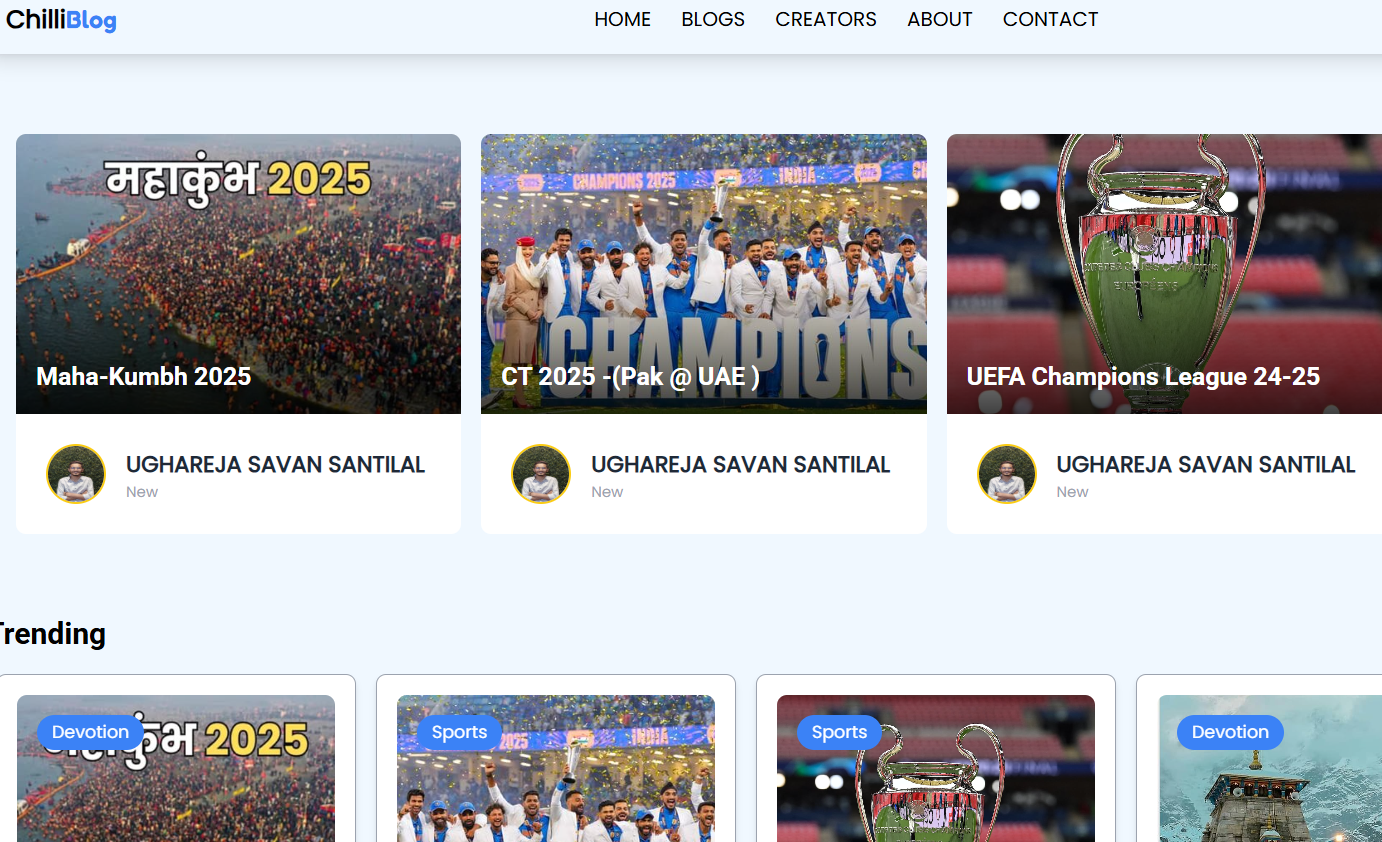 ChilliBlog
HOME BLOGS CREATORS ABOUT CONTACT
महाकुंभ 2025
Maha-Kumbh 2025
UGHAREJA SAVAN SANTILAL
New
CHAMPIONS 2025
INDIA
CHAMPIONS
CT 2025 -(Pak @ UAE )
UGHAREJA SAVAN SANTILAL
New
UEFA Champions League 24-25
UGHAREJA SAVAN SANTILAL
New
Trending
Devotion
2025
Sports
2025
INDIA
Sports
Devotion